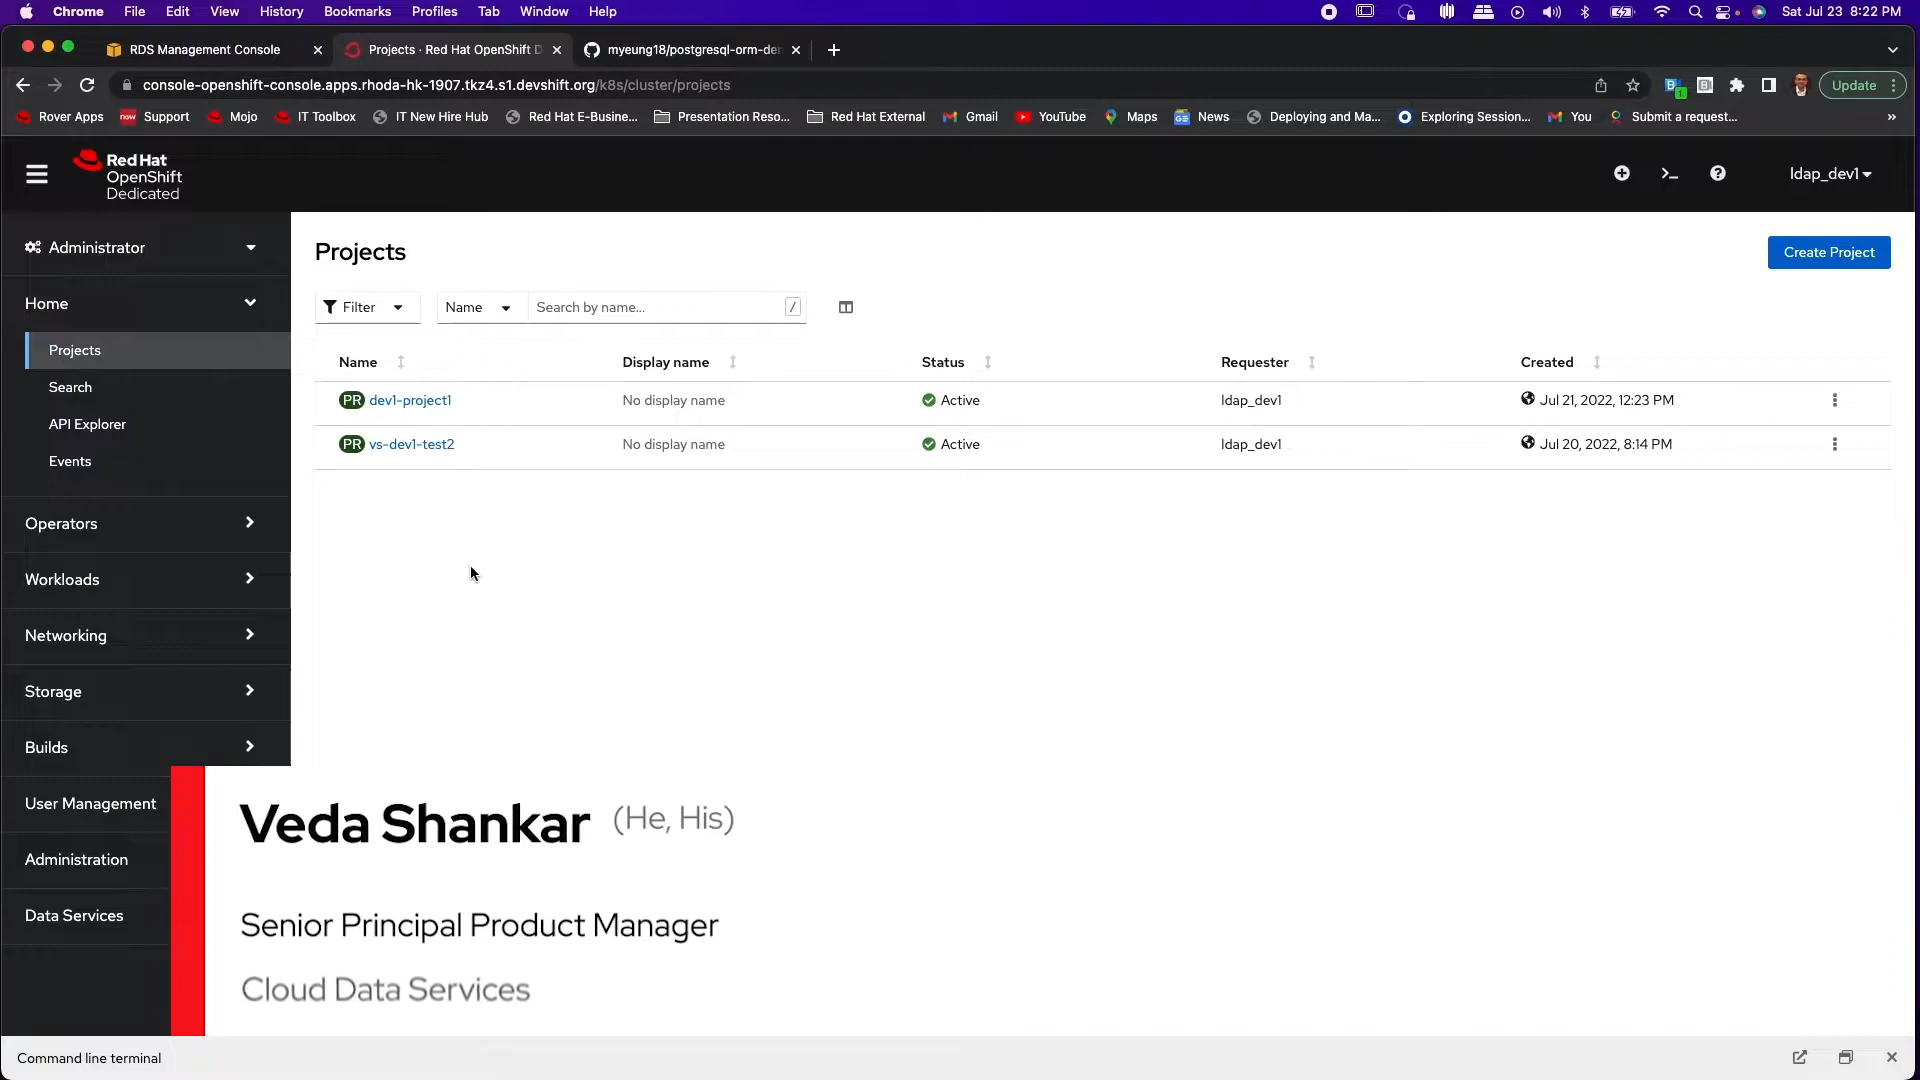 Chrome File Edit View History Bookmarks Profiles Tab Window Help Sat Jul 23 8:22 PM
RDS Management Console Projects · Red Hat OpenShift D myeung18/postgresql-orm-der
console-openshift-console.apps.rhoda-hk-1907.tkz4.s1.devshift.org/k8s/cluster/projects Update
Rover Apps Support Mojo IT Toolbox IT New Hire Hub Red Hat E-Busine... Presentation Reso... Red Hat External Gmail YouTube Maps News Deploying and Ma... Exploring Session... You Submit a request... »
Red Hat
OpenShift
Dedicated
ldap_dev1
Administrator
Home
Projects
Search
API Explorer
Events
Operators
Workloads
Networking
Storage
Builds
User Management
Administration
Data Services
Projects
Create Project
Filter Name Search by name... /
Name Display name Status Requester Created
PR dev1-project1 No display name Active ldap_dev1 Jul 21, 2022, 12:23 PM
PR vs-dev1-test2 No display name Active ldap_dev1 Jul 20, 2022, 8:14 PM
Veda Shankar (He, His)
Senior Principal Product Manager
Cloud Data Services
Command line terminal